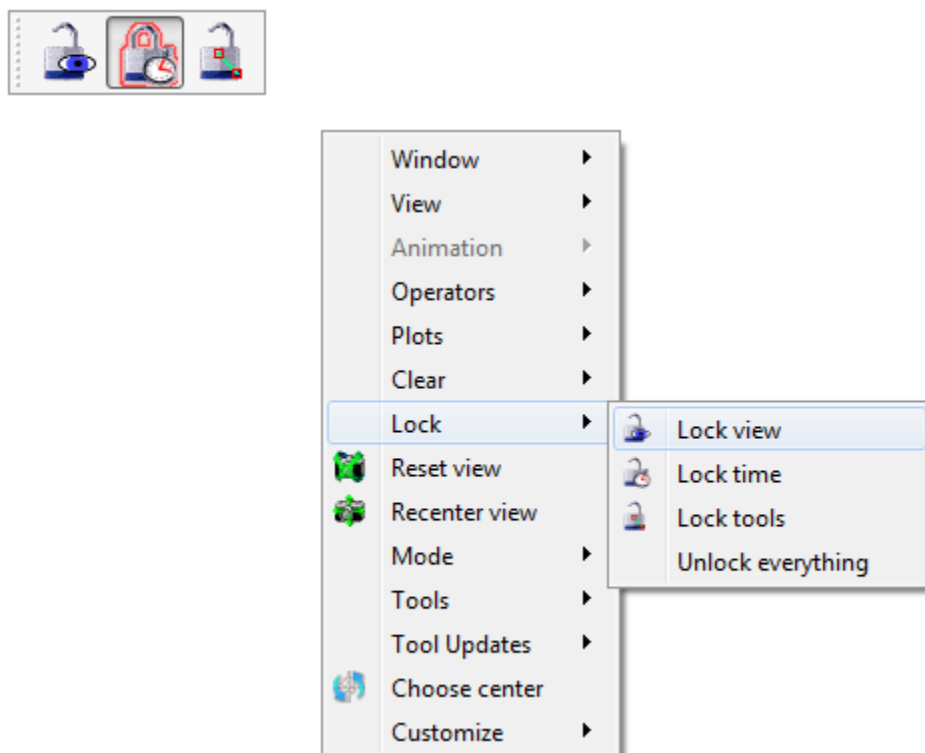 Window
View
Animation
Operators
Plots
Clear
Lock
Reset view
Recenter view
Mode
Tools
Tool Updates
Choose center
Customize
Lock view
Lock time
Lock tools
Unlock everything